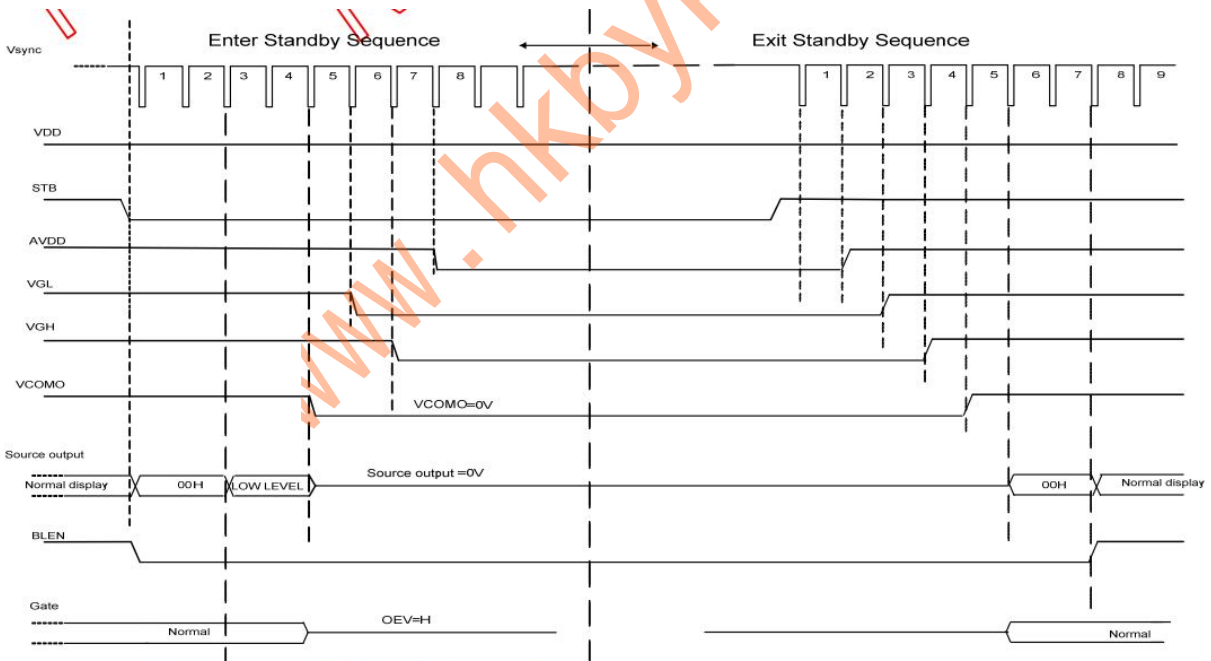 Enter Standby Sequence
Exit Standby Sequence
Vsync
1 2 3 4 5 6 7 8
1 2 3 4 5 6 7 8 9
VDD
STB
AVDD
VGL
VGH
VCOMO
VCOMO=0V
Source output
Normal display
00H
LOW LEVEL
Source output =0V
00H
Normal display
BLEN
Gate
Normal
OEV=H
Normal